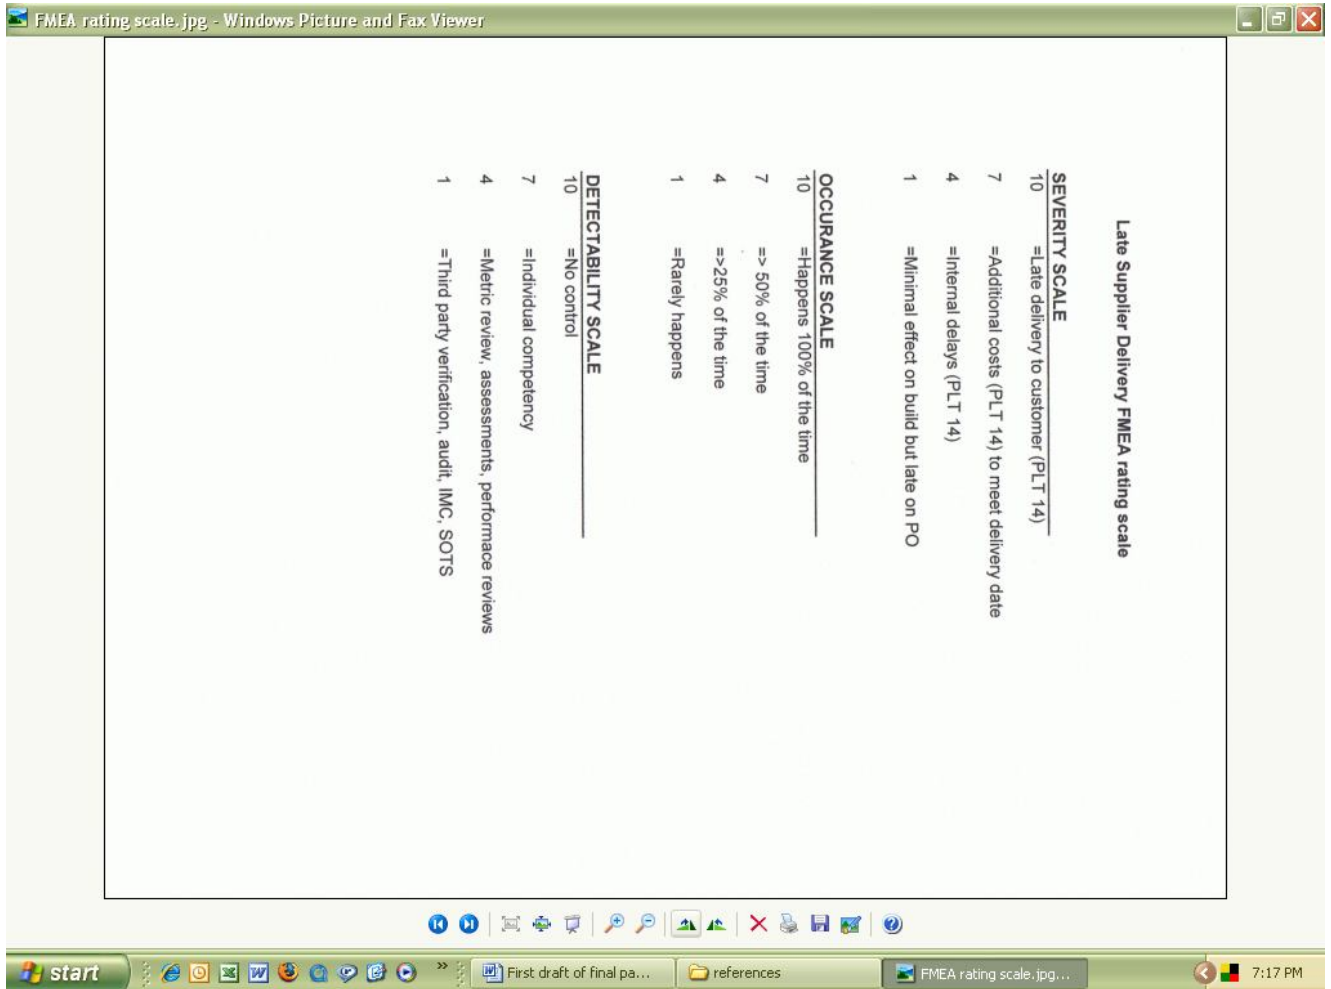 FMEA rating scale.jpg - Windows Picture and Fax Viewer
Late Supplier Delivery FMEA rating scale
SEVERITY SCALE
10 =Late delivery to customer (PLT 14)
7 =Additional costs (PLT 14) to meet delivery date
4 =Internal delays (PLT 14)
1 =Minimal effect on build but late on PO
OCCURANCE SCALE
10 =Happens 100% of the time
7 => 50% of the time
4 =>25% of the time
1 =Rarely happens
DETECTABILITY SCALE
10 =No control
7 =Individual competency
4 =Metric review, assessments, performace reviews
1 =Third party verification, audit, IMC, SOTS
start
First draft of final pa...
references
FMEA rating scale.jpg...
7:17 PM